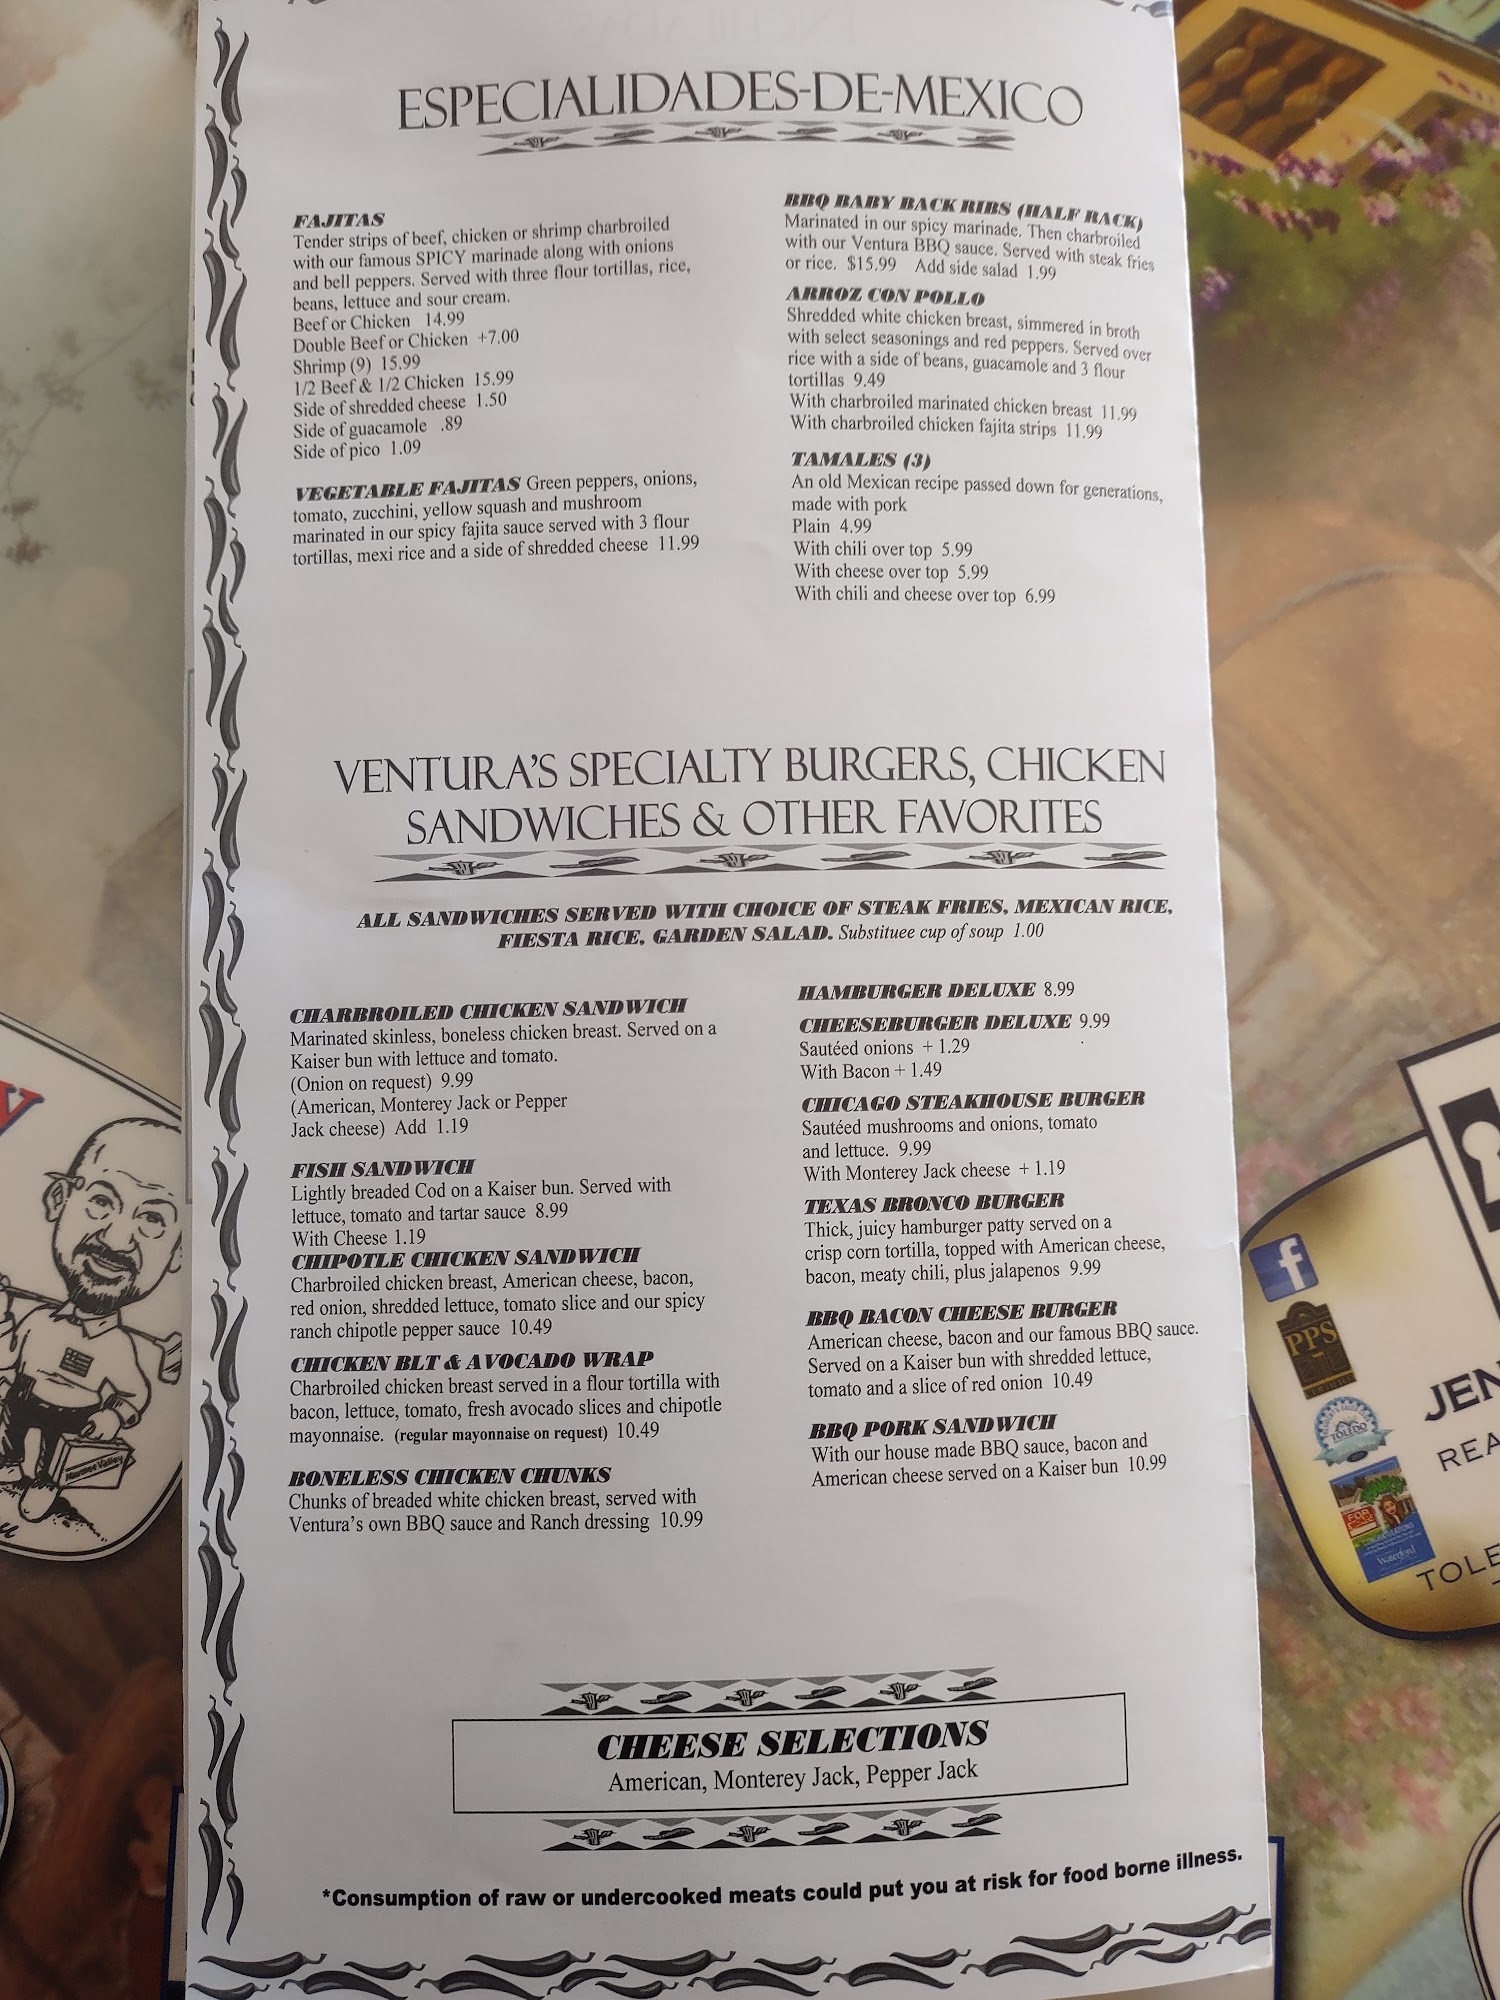 ESPECIALIDADES-DE-MEXICO
FAJITAS
Tender strips of beef, chicken or shrimp charbroiled
with our famous SPICY marinade along with onions
and bell peppers. Served with three flour tortillas, rice,
beans, lettuce and sour cream.
Beef or Chicken 14.99
Double Beef or Chicken +7.00
Shrimp (9) 15.99
1/2 Beef & 1/2 Chicken 15.99
Side of shredded cheese 1.50
Side of guacamole .89
Side of pico 1.09
VEGETABLE FAJITAS Green peppers, onions,
tomato, zucchini, yellow squash and mushroom
marinated in our spicy fajita sauce served with 3 flour
tortillas, mexi rice and a side of shredded cheese 11.99
BBQ BABY BACK RIBS (HALF RACK)
Marinated in our spicy marinade. Then charbroiled
with our Ventura BBQ sauce. Served with steak fries
or rice. $15.99 Add side salad 1.99
ARROZ CON POLLO
Shredded white chicken breast, simmered in broth
with select seasonings and red peppers. Served over
rice with a side of beans, guacamole and 3 flour
tortillas 9.49
With charbroiled marinated chicken breast 11.99
With charbroiled chicken fajita strips 11.99
TAMALES (3)
An old Mexican recipe passed down for generations,
made with pork
Plain 4.99
With chili over top 5.99
With cheese over top 5.99
With chili and cheese over top 6.99
VENTURA'S SPECIALTY BURGERS, CHICKEN
SANDWICHES & OTHER FAVORITES
ALL SANDWICHES SERVED WITH CHOICE OF STEAK FRIES, MEXICAN RICE,
FIESTA RICE, GARDEN SALAD. Substituee cup of soup 1.00
CHARBROILED CHICKEN SANDWICH
Marinated skinless, boneless chicken breast. Served on a
Kaiser bun with lettuce and tomato.
(Onion on request) 9.99
(American, Monterey Jack or Pepper
Jack cheese) Add 1.19
FISH SANDWICH
Lightly breaded Cod on a Kaiser bun. Served with
lettuce, tomato and tartar sauce 8.99
With Cheese 1.19
CHIPOTLE CHICKEN SANDWICH
Charbroiled chicken breast, American cheese, bacon,
red onion, shredded lettuce, tomato slice and our spicy
ranch chipotle pepper sauce 10.49
CHICKEN BLT & AVOCADO WRAP
Charbroiled chicken breast served in a flour tortilla with
bacon, lettuce, tomato, fresh avocado slices and chipotle
mayonnaise. (regular mayonnaise on request) 10.49
BONELESS CHICKEN CHUNKS
Chunks of breaded white chicken breast, served with
Ventura's own BBQ sauce and Ranch dressing 10.99
HAMBURGER DELUXE 8.99
CHEESEBURGER DELUXE 9.99
Sautéed onions + 1.29
With Bacon + 1.49
CHICAGO STEAKHOUSE BURGER
Sautéed mushrooms and onions, tomato
and lettuce. 9.99
With Monterey Jack cheese + 1.19
TEXAS BRONCO BURGER
Thick, juicy hamburger patty served on a
crisp corn tortilla, topped with American cheese,
bacon, meaty chili, plus jalapenos 9.99
BBQ BACON CHEESE BURGER
American cheese, bacon and our famous BBQ sauce.
Served on a Kaiser bun with shredded lettuce,
tomato and a slice of red onion 10.49
BBQ PORK SANDWICH
With our house made BBQ sauce, bacon and
American cheese served on a Kaiser bun 10.99
CHEESE SELECTIONS
American, Monterey Jack, Pepper Jack
*Consumption of raw or undercooked meats could put you at risk for food borne illness.
Maumee Valley
f
PPS
TOLEDO
FOR
Waterford
JEN
REA
TOLE